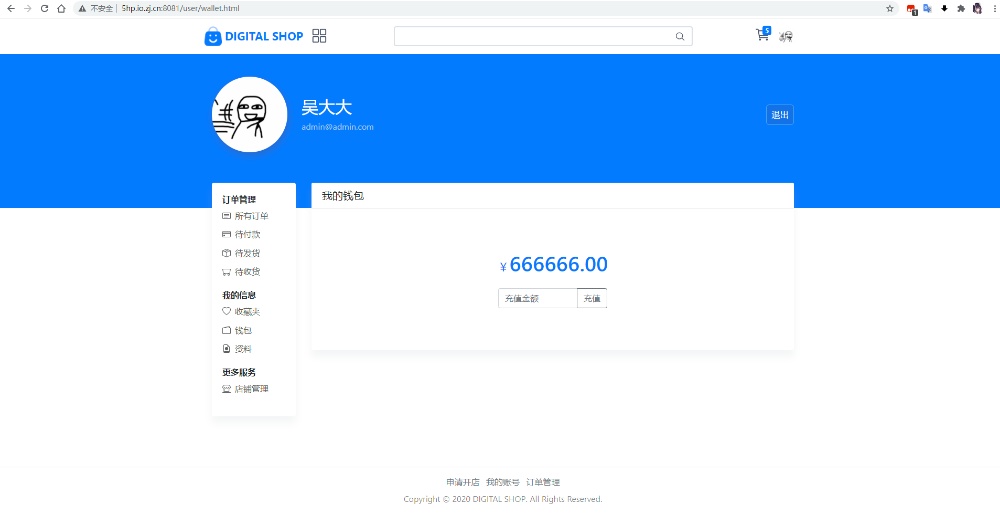 不安全 | 5hp.io.zj.cn:8081/user/wallet.html
1
DIGITAL SHOP
5
吴大大
admin@admin.com
退出
订单管理
所有订单
待付款
待发货
待收货
我的信息
收藏夹
钱包
资料
更多服务
店铺管理
我的钱包
¥ 666666.00
充值金额 充值
申请开店 我的账号 订单管理
Copyright © 2020 DIGITAL SHOP. All Rights Reserved.